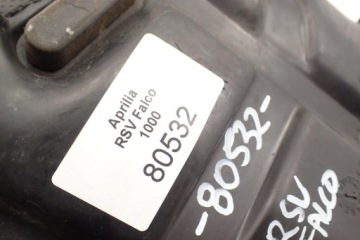 Aprilia
RSV Falco
1000
80532
-80532-
RSV
FALCO